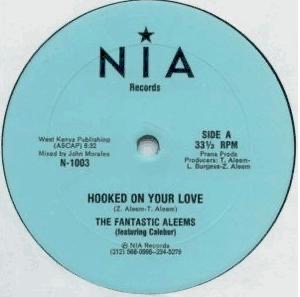 NIA
Records
West Kenya Publishing
(ASCAP) 6:32
Mixed by John Morales
N-1003
SIDE A
33⅓ RPM
Prana Prods
Producers: T. Aleem-
L. Burgess-Z. Aleem
HOOKED ON YOUR LOVE
(Z. Aleem-T. Aleem)
THE FANTASTIC ALEEMS
(featuring Calebur)
℗ NIA Records